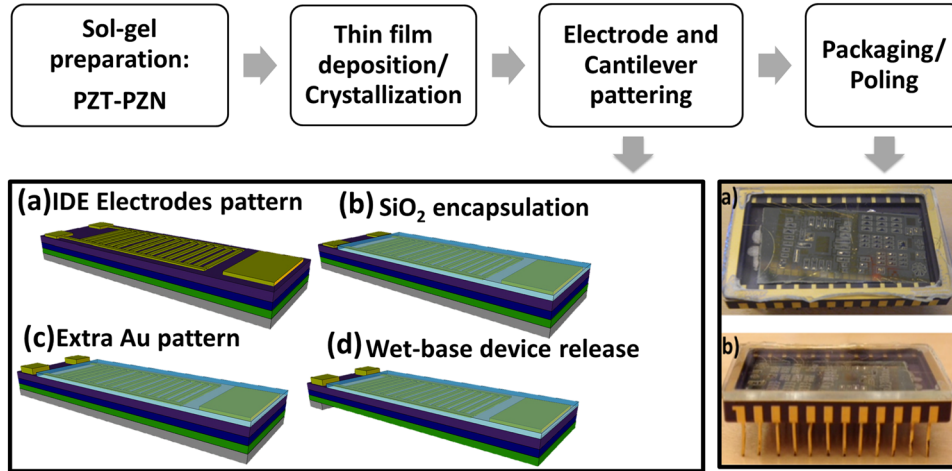 Sol-gel
preparation:
PZT-PZN
Thin film
deposition/
Crystallization
Electrode and
Cantilever
pattering
Packaging/
Poling
(a)IDE Electrodes pattern
(b) SiO₂ encapsulation
(c) Extra Au pattern
(d) Wet-base device release
a)
b)